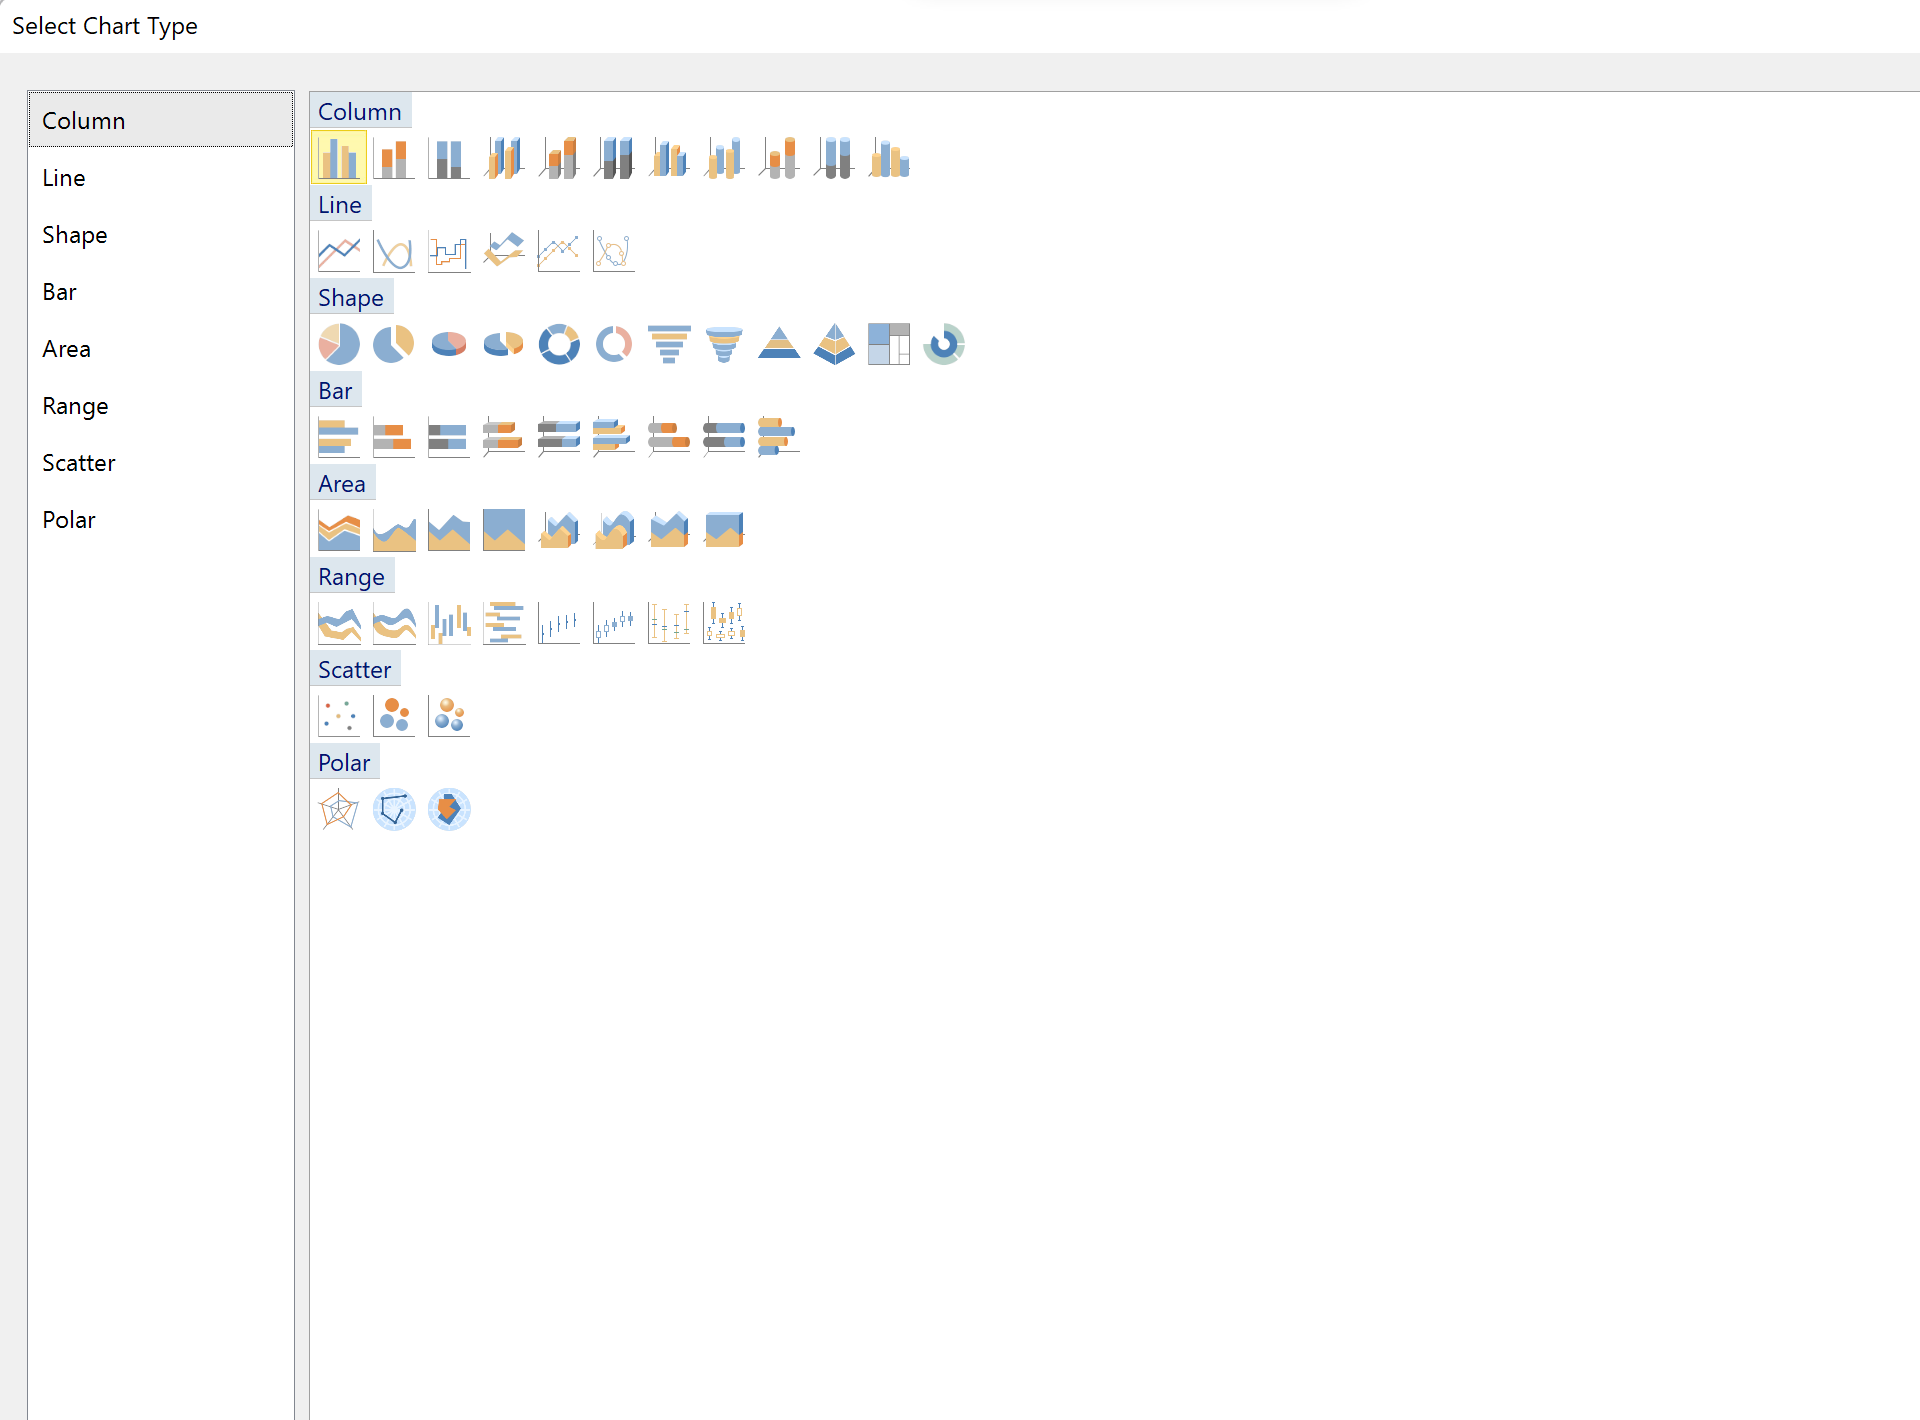 Select Chart Type
Column
Line
Shape
Bar
Area
Range
Scatter
Polar
Column
Line
Shape
Bar
Area
Range
Scatter
Polar